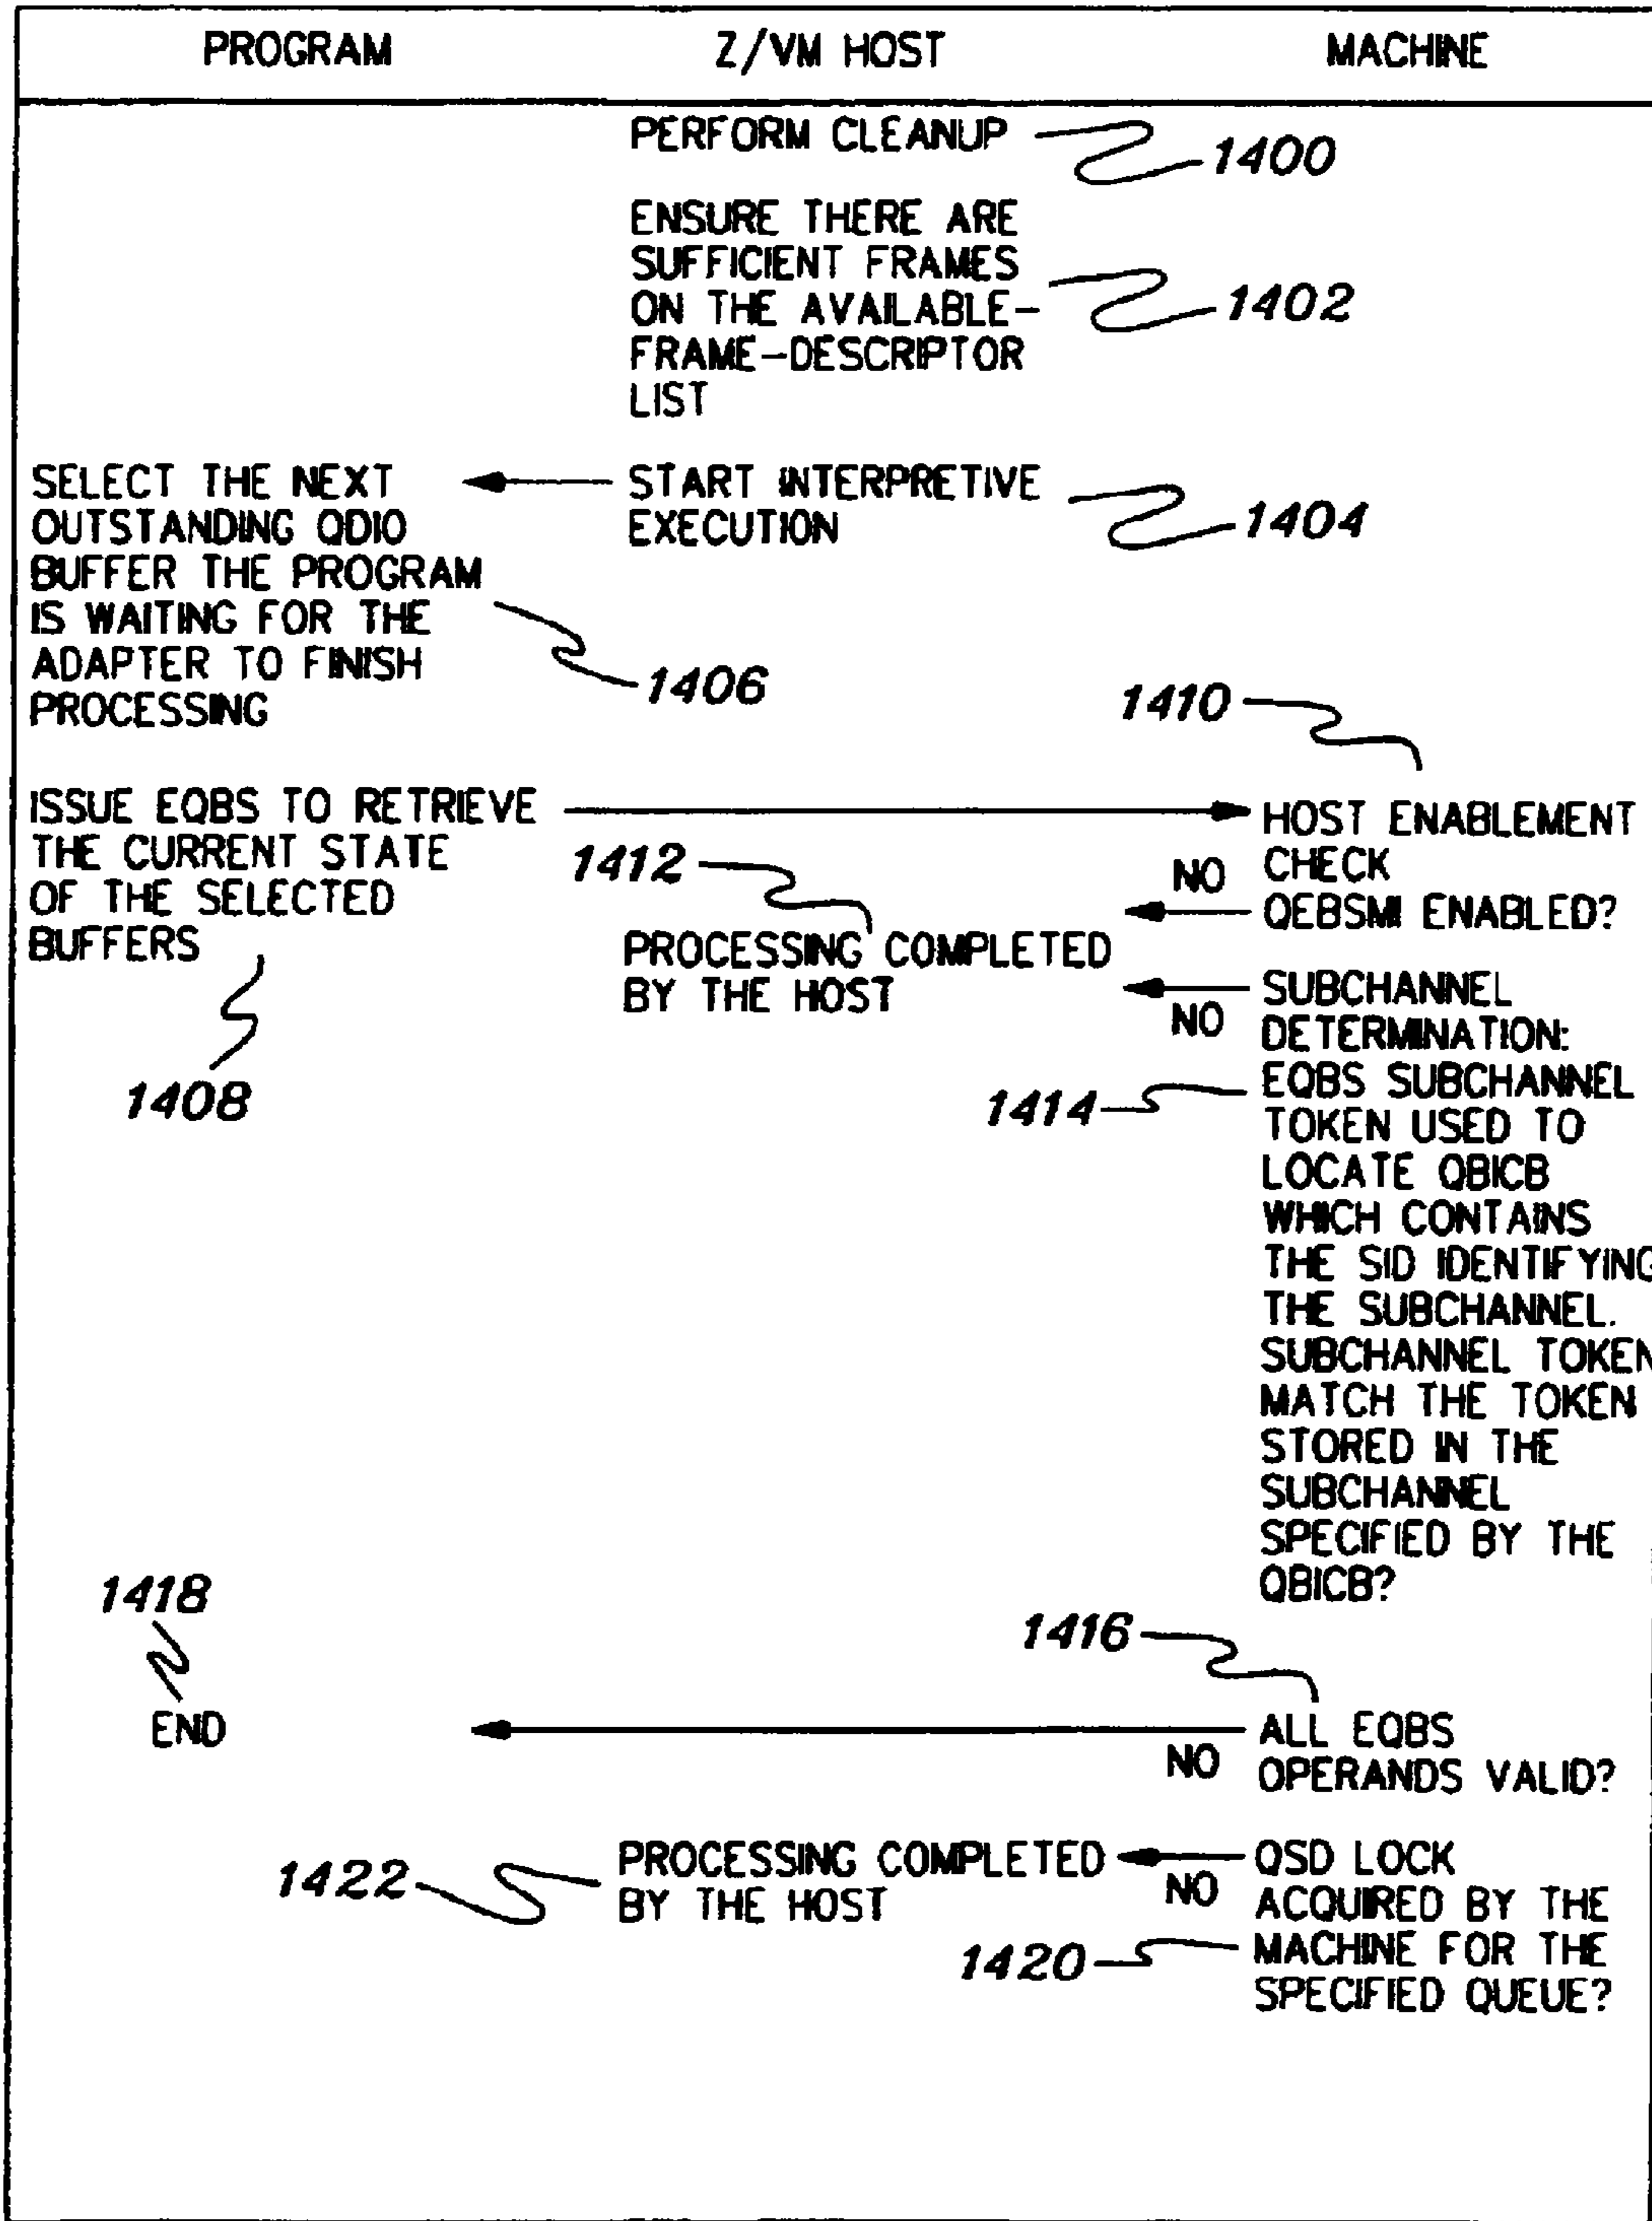 PROGRAM
Z/VM HOST
MACHINE
PERFORM CLEANUP
1400
ENSURE THERE ARE
SUFFICIENT FRAMES
ON THE AVAILABLE-
FRAME-DESCRIPTOR
LIST
1402
SELECT THE NEXT
OUTSTANDING QDIO
BUFFER THE PROGRAM
IS WAITING FOR THE
ADAPTER TO FINISH
PROCESSING
START INTERPRETIVE
EXECUTION
1404
1406
1410
ISSUE EQBS TO RETRIEVE
THE CURRENT STATE
OF THE SELECTED
BUFFERS
1408
1412
HOST ENABLEMENT
CHECK
QEBSMI ENABLED?
NO
PROCESSING COMPLETED
BY THE HOST
NO
SUBCHANNEL
DETERMINATION:
EQBS SUBCHANNEL
TOKEN USED TO
LOCATE QBICB
WHICH CONTAINS
THE SID IDENTIFYING
THE SUBCHANNEL.
SUBCHANNEL TOKEN
MATCH THE TOKEN
STORED IN THE
SUBCHANNEL
SPECIFIED BY THE
QBICB?
1414
1418
END
1416
NO
ALL EQBS
OPERANDS VALID?
1422
PROCESSING COMPLETED
BY THE HOST
NO
QSD LOCK
ACQUIRED BY THE
MACHINE FOR THE
SPECIFIED QUEUE?
1420